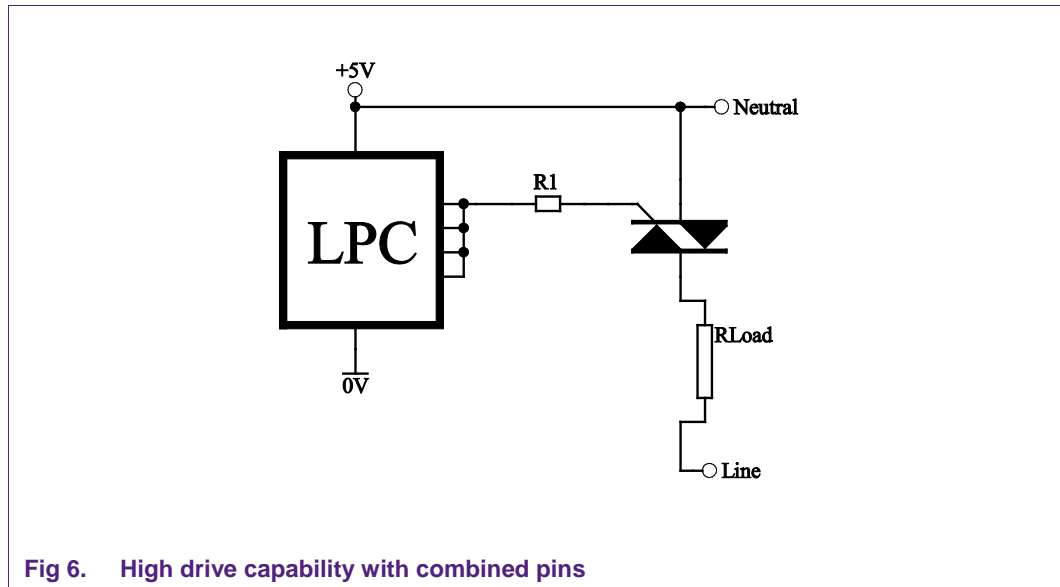 +5V
Neutral
R1
LPC
RLoad
0V
Line
Fig 6. High drive capability with combined pins